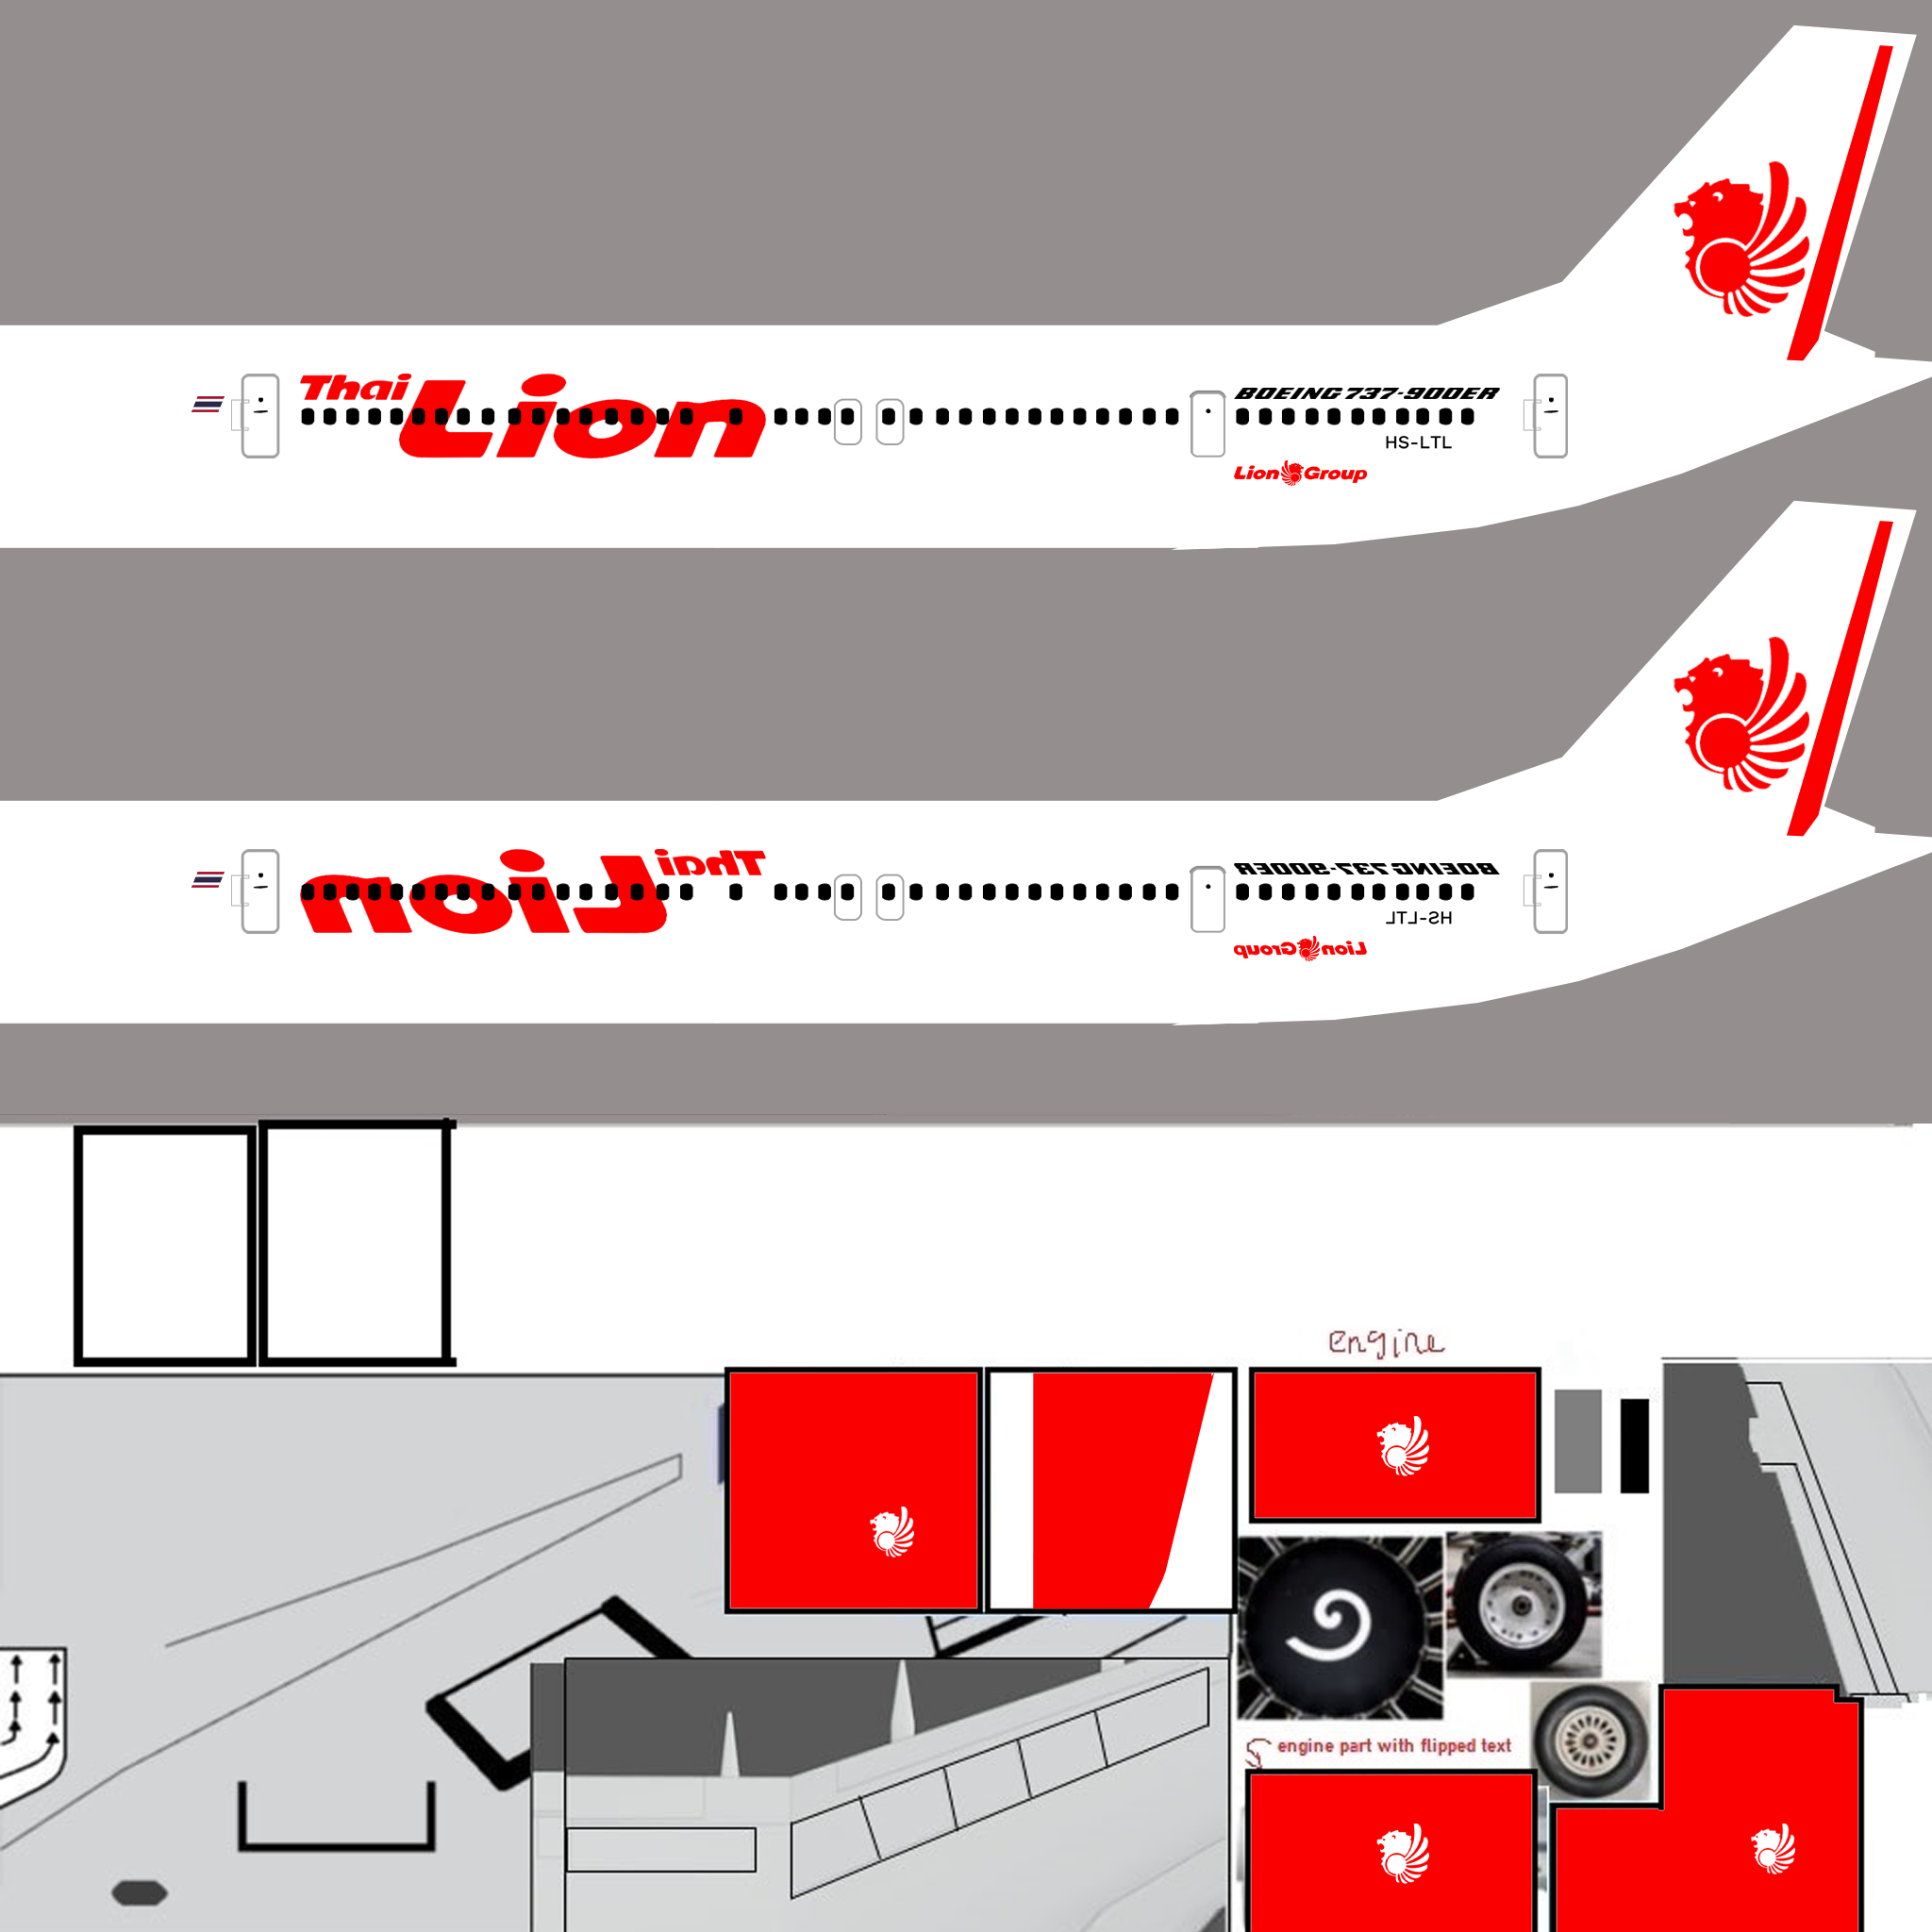 Thai
Lion
BOEING 737-900ER
HS-LTL
Lion Group
Thai
Lion
BOEING 737-900ER
HS-LTL
Lion Group
engine
engine part with flipped text